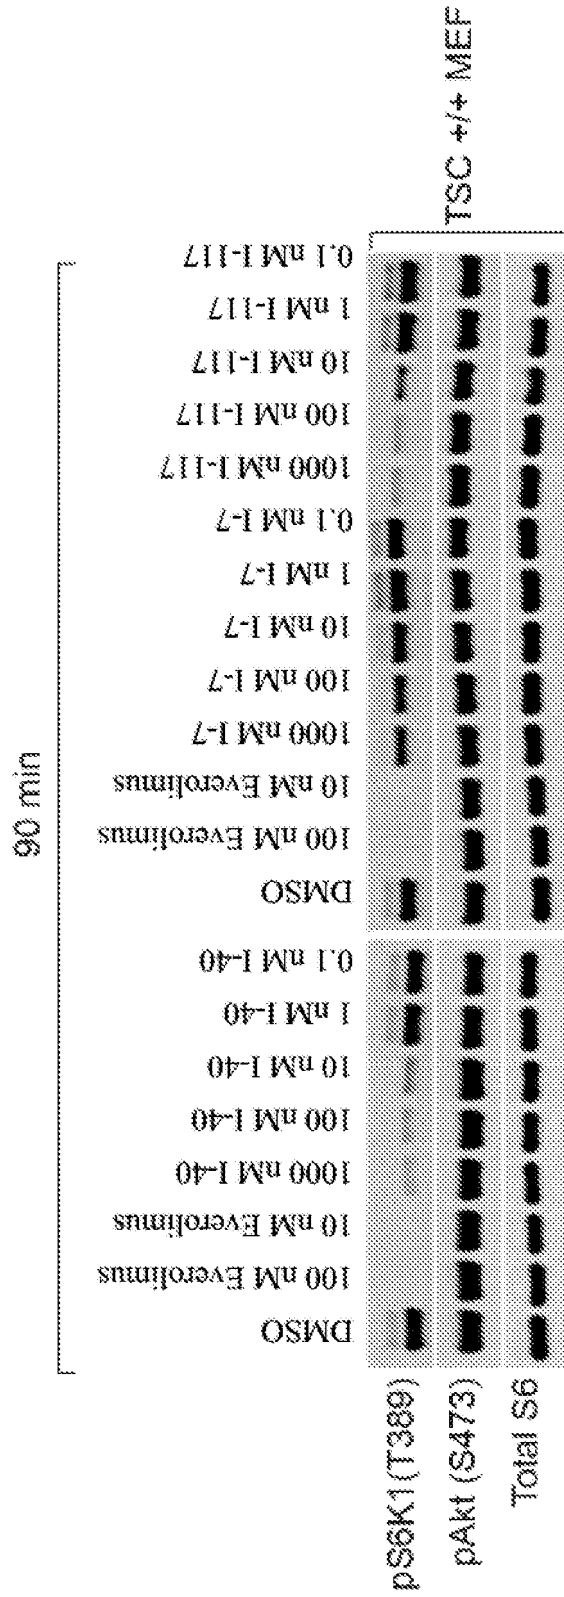 90 min
DMSO
100 nM Everolimus
10 nM Everolimus
1000 nM I-40
100 nM I-40
10 nM I-40
1 nM I-40
0.1 nM I-40
DMSO
100 nM Everolimus
10 nM Everolimus
1000 nM I-7
100 nM I-7
10 nM I-7
1 nM I-7
0.1 nM I-7
1000 nM I-117
100 nM I-117
10 nM I-117
1 nM I-117
0.1 nM I-117
pS6K1(T389)
pAkt (S473)
Total S6
TSC +/+ MEF